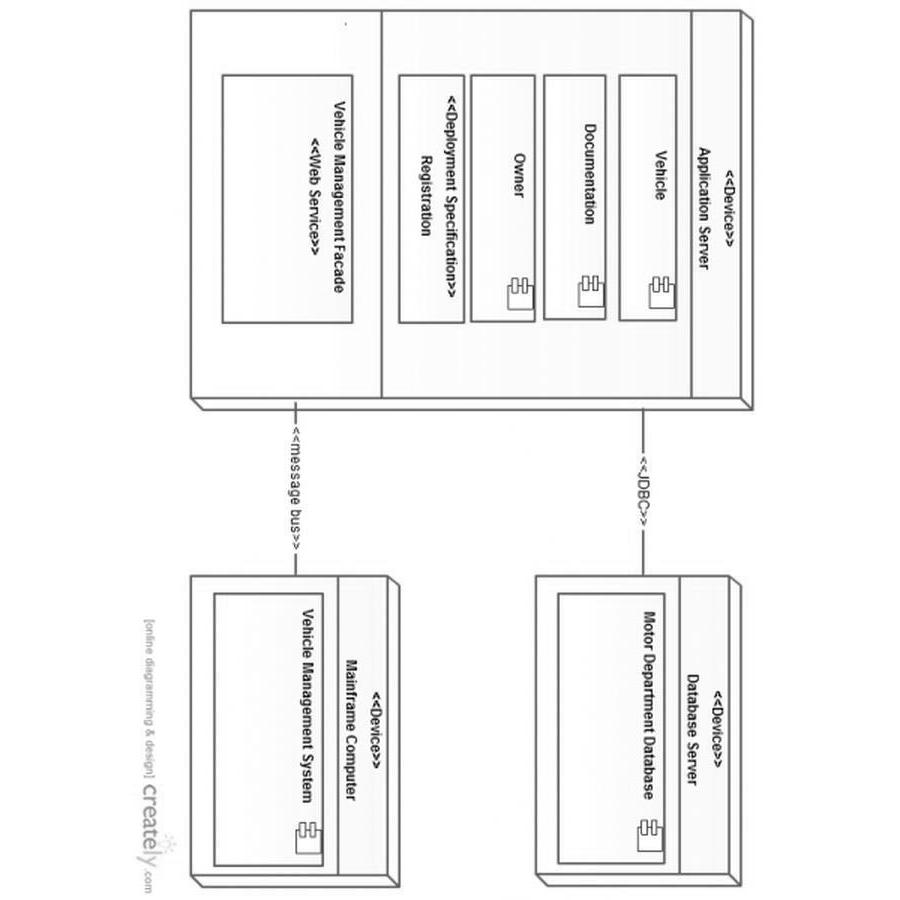 <<Device>>
Application Server
Vehicle
Documentation
Owner
<<Deployment Specification>>
Registration
Vehicle Management Facade
<<Web Service>>
<<JDBC>>
<<message bus>>
<<Device>>
Database Server
Motor Department Database
<<Device>>
Mainframe Computer
Vehicle Management System
[online diagramming & design] creately.com